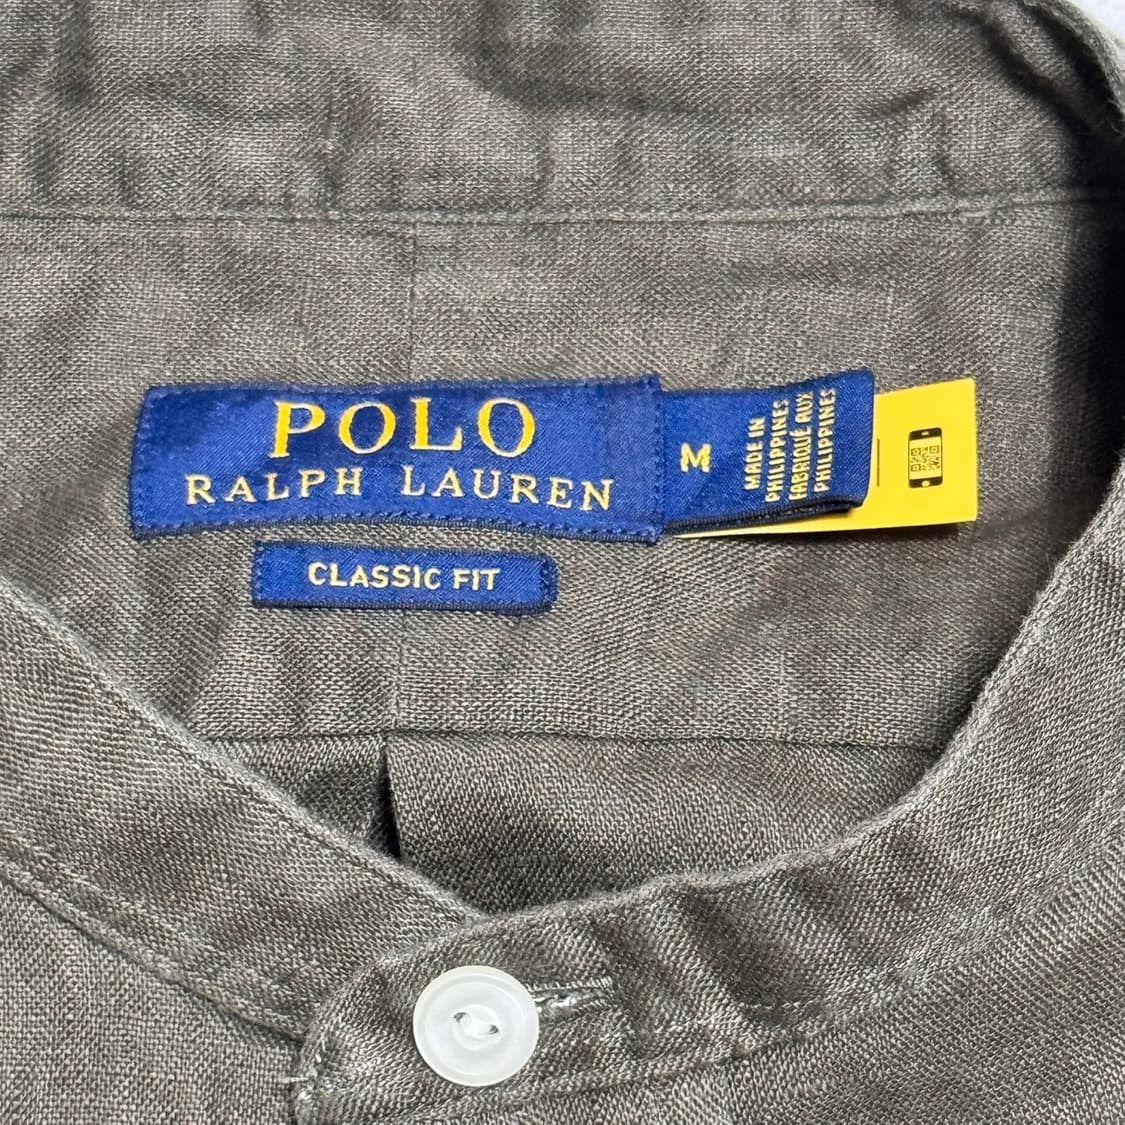 POLO
RALPH LAUREN
M
MADE IN
PHILIPPINES
FABRIQUÉ AUX
PHILIPPINES
CLASSIC FIT